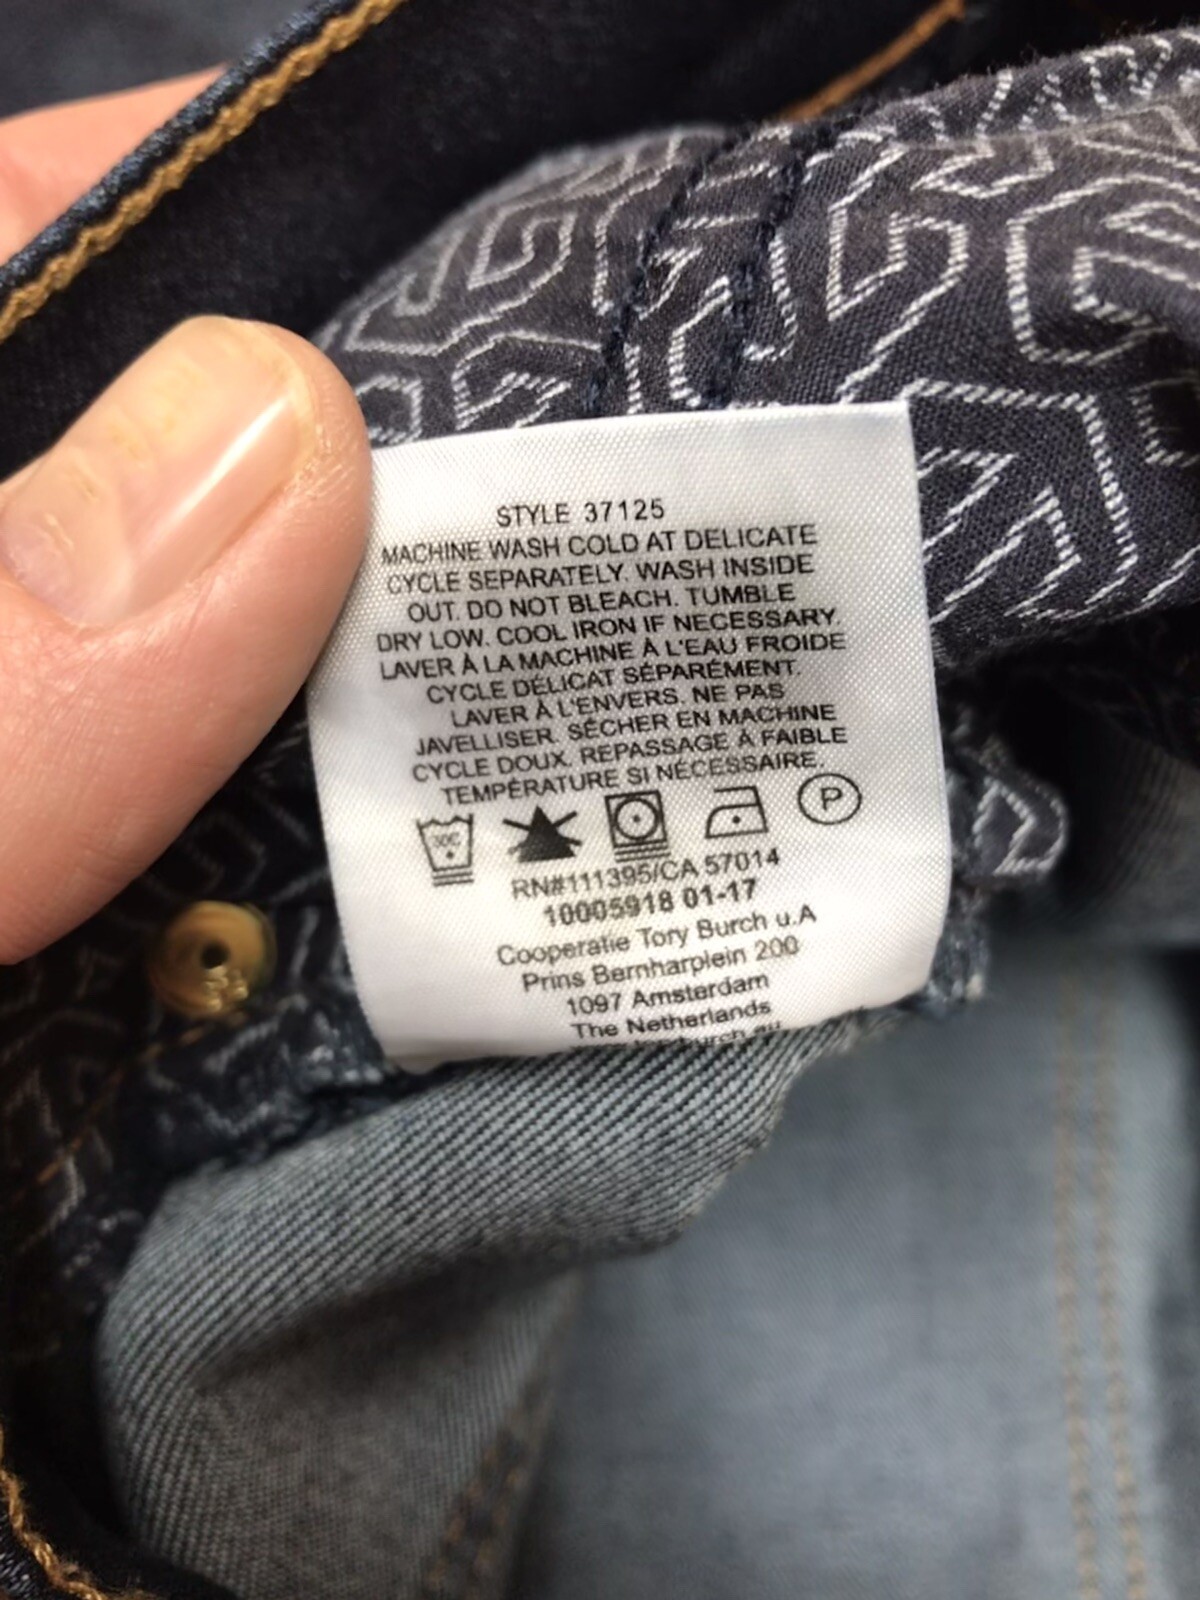 STYLE 37125
MACHINE WASH COLD AT DELICATE
CYCLE SEPARATELY. WASH INSIDE
OUT. DO NOT BLEACH. TUMBLE
DRY LOW. COOL IRON IF NECESSARY.
LAVER À LA MACHINE À L'EAU FROIDE
CYCLE DÉLICAT SÉPARÉMENT.
LAVER À L'ENVERS. NE PAS
JAVELLISER. SÉCHER EN MACHINE
CYCLE DOUX. REPASSAGE À FAIBLE
TEMPÉRATURE SI NÉCESSAIRE.
30C P
RN#111395/CA 57014
10005918 01-17
Cooperatie Tory Burch u.A
Prins Bernharplein 200
1097 Amsterdam
The Netherlands